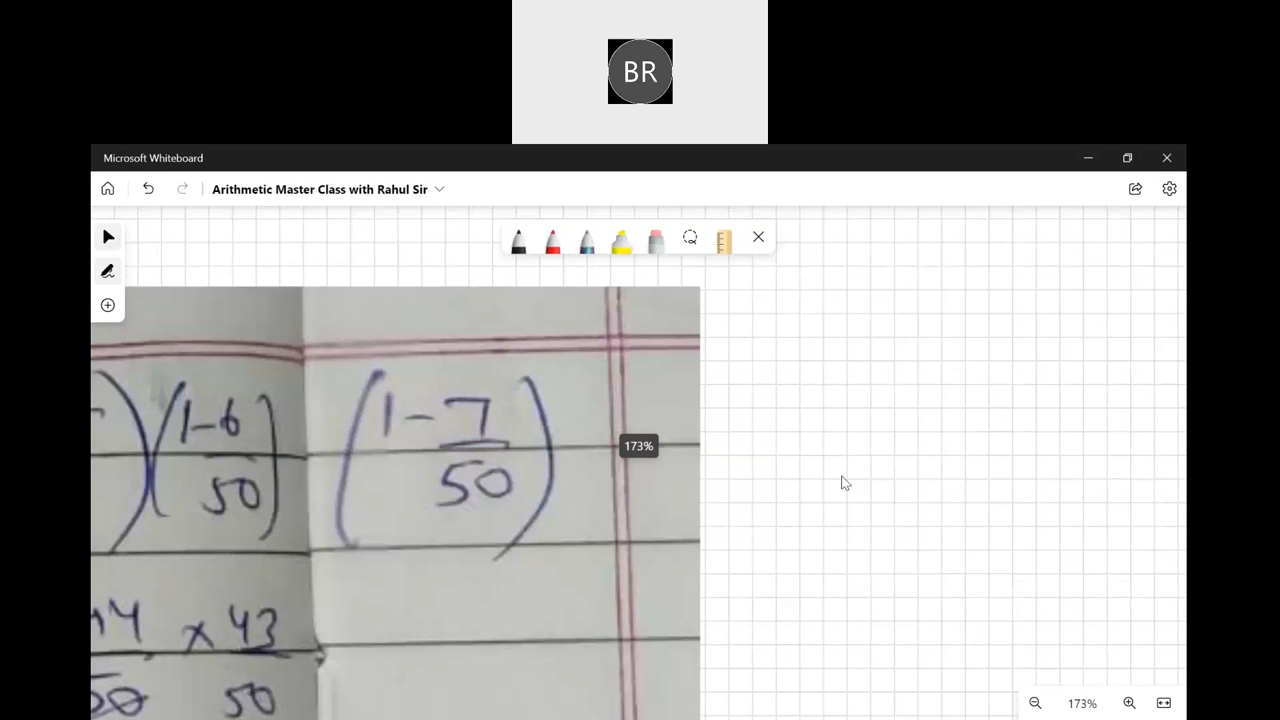 BR
Microsoft Whiteboard
Arithmetic Master Class with Rahul Sir
(1-6/50) (1-7/50)
173%
44/50 × 43/50
173%